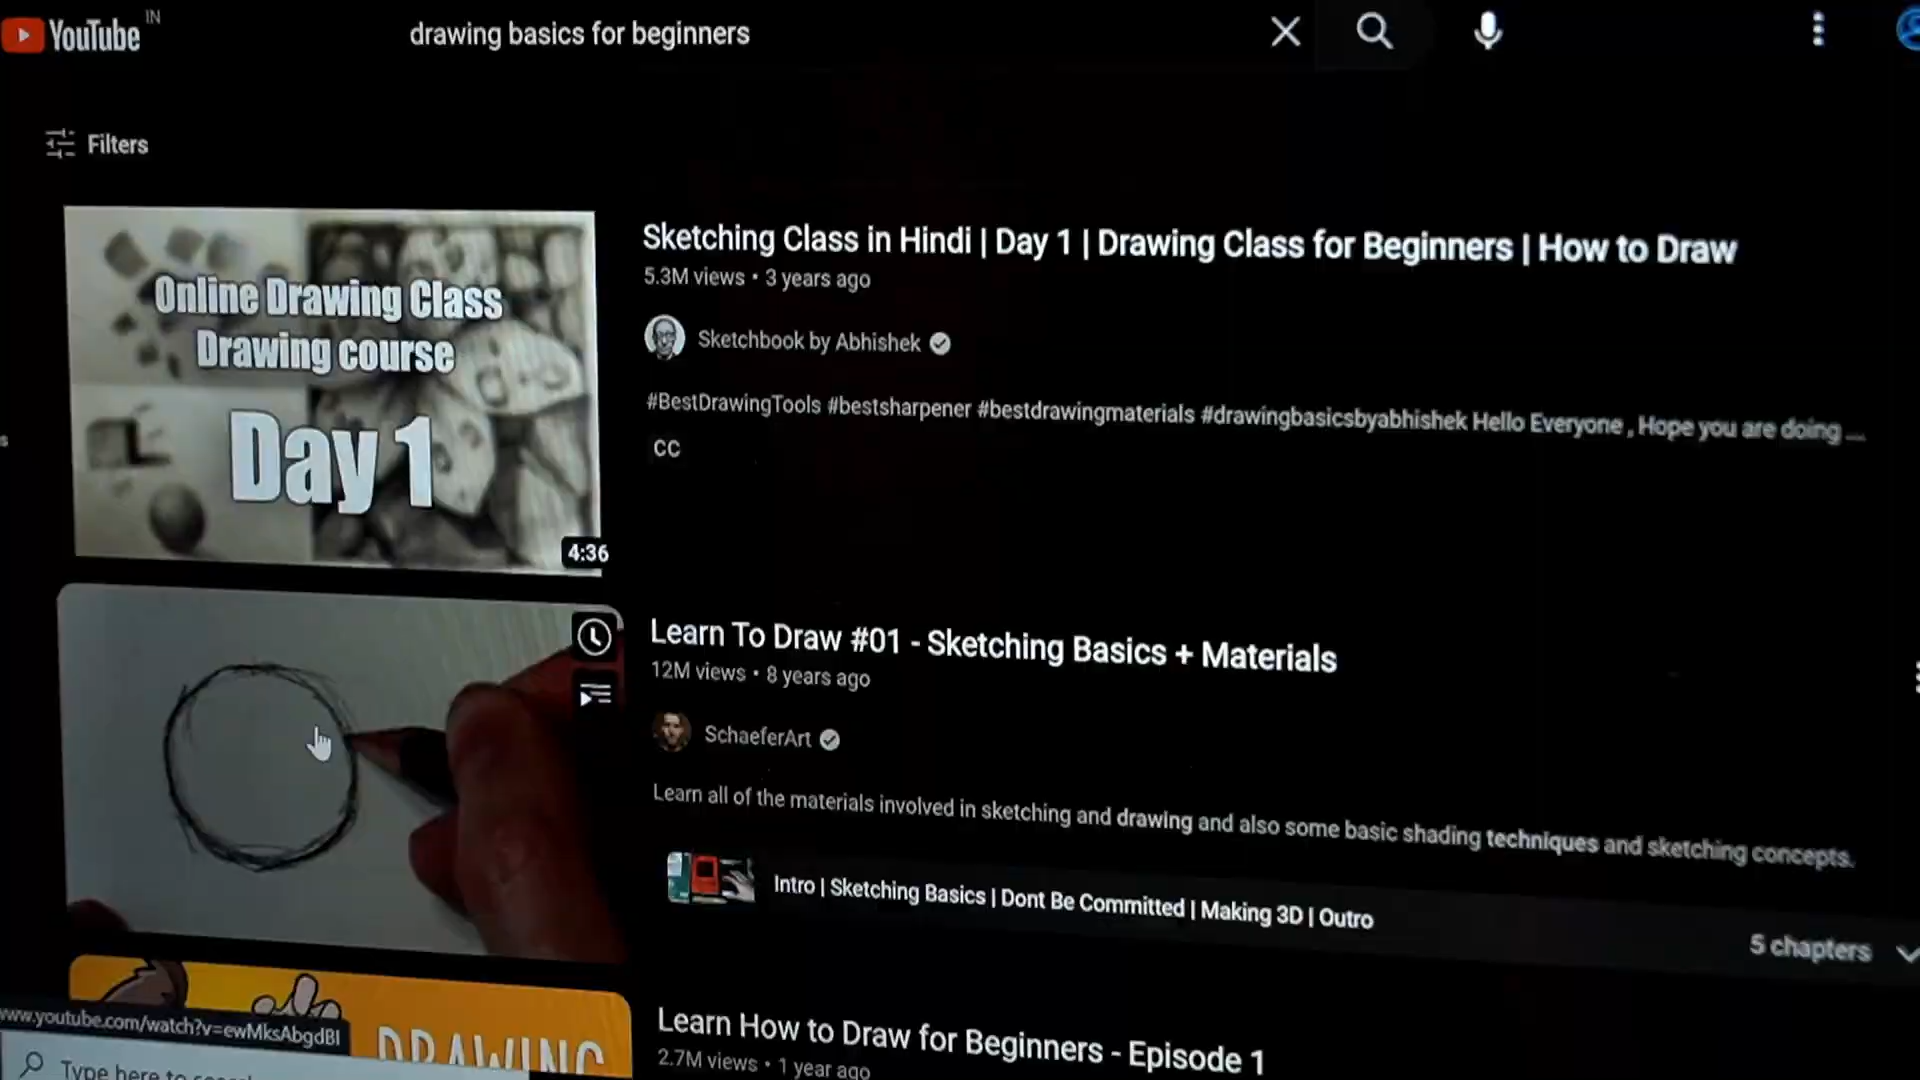 YouTube IN
drawing basics for beginners
Filters
Online Drawing Class
Drawing course
Day 1
4:36
Sketching Class in Hindi | Day 1 | Drawing Class for Beginners | How to Draw
5.3M views • 3 years ago
Sketchbook by Abhishek
#BestDrawingTools #bestsharpener #bestdrawingmaterials #drawingbasicsbyabhishek Hello Everyone , Hope you are doing ...
CC
Learn To Draw #01 - Sketching Basics + Materials
12M views • 8 years ago
SchaeferArt
Learn all of the materials involved in sketching and drawing and also some basic shading techniques and sketching concepts.
Intro | Sketching Basics | Dont Be Committed | Making 3D | Outro
5 chapters
DRAWING
Learn How to Draw for Beginners - Episode 1
2.7M views • 1 year ago
www.youtube.com/watch?v=ewMksAbgdBI
Type here to